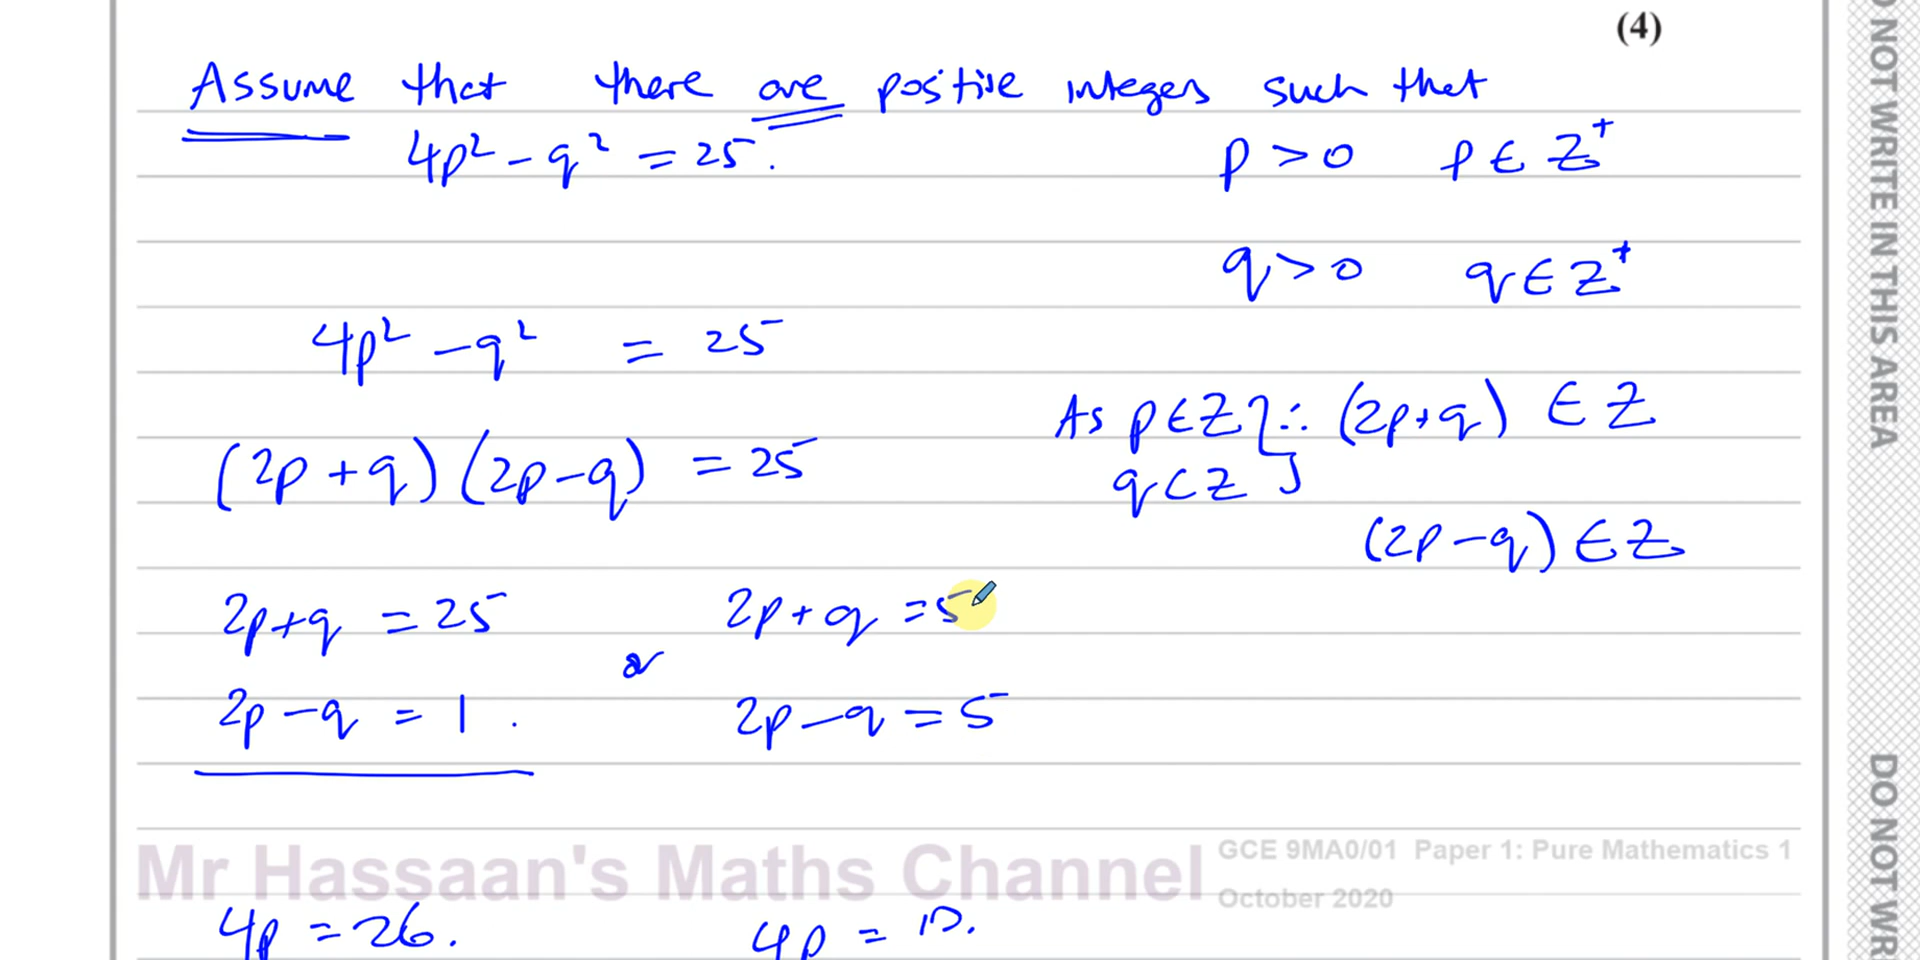 (4)
Assume that there are positive integers such that
4p² - q² = 25.
p > 0 p ∈ Z⁺
q > 0 q ∈ Z⁺
4p² - q² = 25
As p ∈ Z } ∴ (2p+q) ∈ Z
(2p + q)(2p - q) = 25
q ∈ Z
(2p - q) ∈ Z
2p+q = 25 or 2p+q = 5
2p - q = 1. 2p - q = 5
Mr Hassaan's Maths Channel
GCE 9MA0/01 Paper 1: Pure Mathematics 1
October 2020
4p = 26. 4p = 10.
O NOT WRITE IN THIS AREA
DO NOT WR